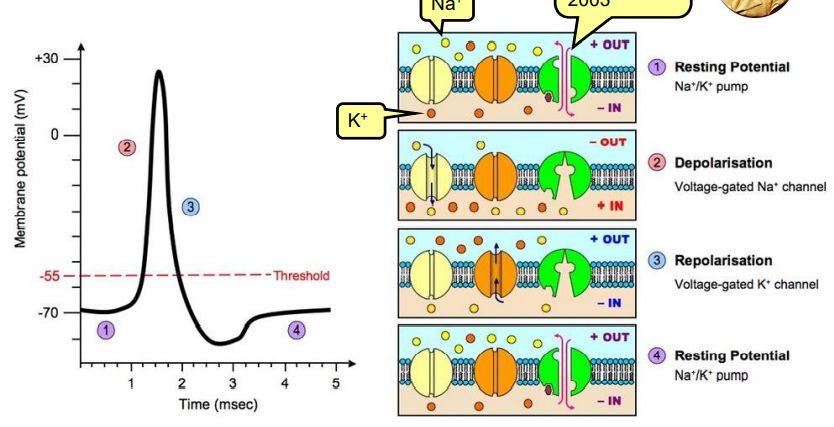 Na⁺
2005
K⁺
Membrane potential (mV)
+30
0
-55
-70
Threshold
1
2
3
4
1
2
3
4
5
Time (msec)
+ OUT
− IN
1
Resting Potential
Na⁺/K⁺ pump
− OUT
+ IN
2
Depolarisation
Voltage-gated Na⁺ channel
+ OUT
− IN
3
Repolarisation
Voltage-gated K⁺ channel
+ OUT
− IN
4
Resting Potential
Na⁺/K⁺ pump